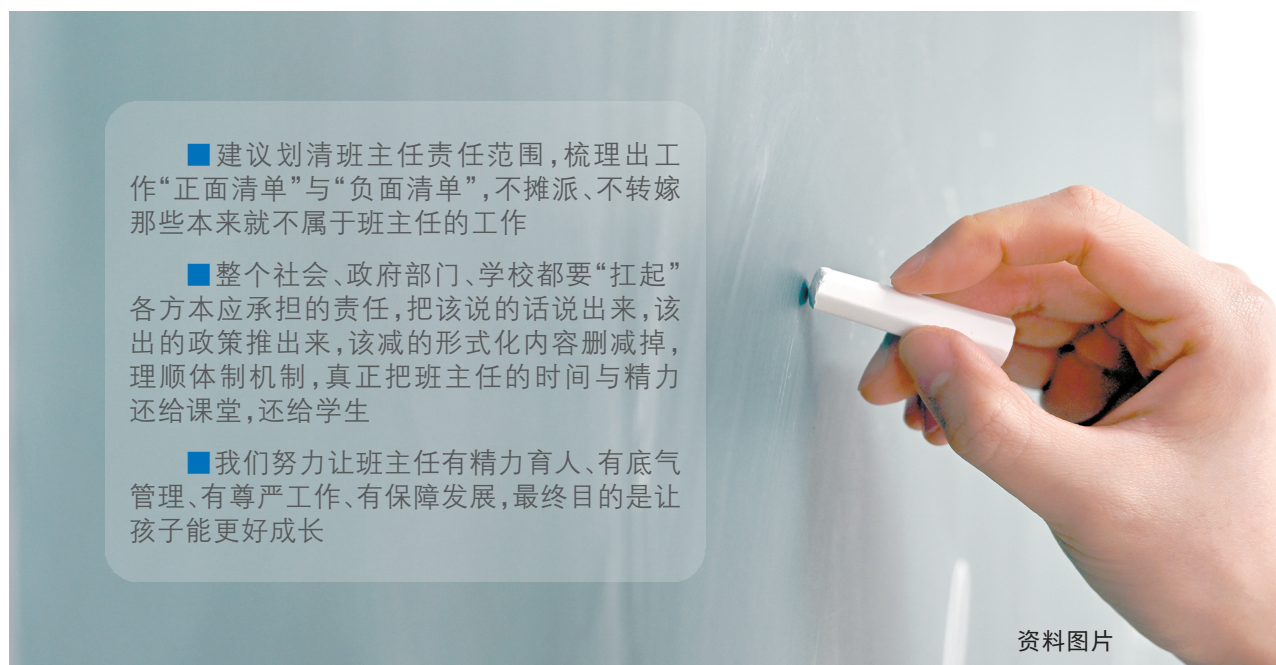 ■建议划清班主任责任范围,梳理出工
作“正面清单”与“负面清单”,不摊派、不转嫁
那些本来就不属于班主任的工作
■整个社会、政府部门、学校都要“扛起”
各方本应承担的责任,把该说的话说出来,该
出的政策推出来,该减的形式化内容删减掉,
理顺体制机制,真正把班主任的时间与精力
还给课堂,还给学生
■我们努力让班主任有精力育人、有底气
管理、有尊严工作、有保障发展,最终目的是让
孩子能更好成长
资料图片